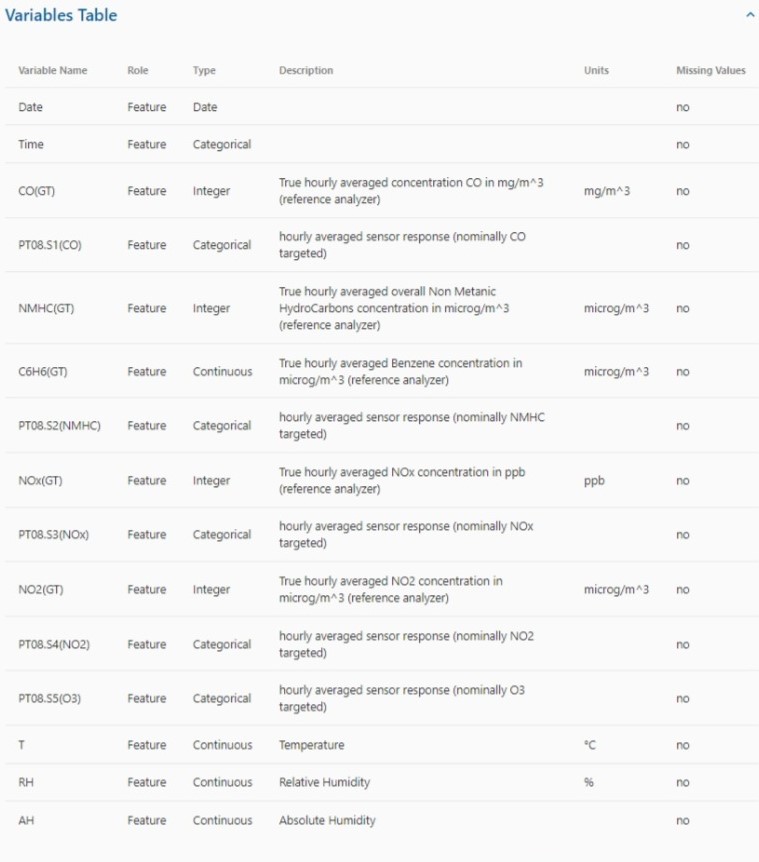 Variables Table
Variable Name Role Type Description Units Missing Values
Date Feature Date no
Time Feature Categorical no
CO(GT) Feature Integer True hourly averaged concentration CO in mg/m^3 (reference analyzer) mg/m^3 no
PT08.S1(CO) Feature Categorical hourly averaged sensor response (nominally CO targeted) no
NMHC(GT) Feature Integer True hourly averaged overall Non Metanic HydroCarbons concentration in microg/m^3 (reference analyzer) microg/m^3 no
C6H6(GT) Feature Continuous True hourly averaged Benzene concentration in microg/m^3 (reference analyzer) microg/m^3 no
PT08.S2(NMHC) Feature Categorical hourly averaged sensor response (nominally NMHC targeted) no
NOx(GT) Feature Integer True hourly averaged NOx concentration in ppb (reference analyzer) ppb no
PT08.S3(NOx) Feature Categorical hourly averaged sensor response (nominally NOx targeted) no
NO2(GT) Feature Integer True hourly averaged NO2 concentration in microg/m^3 (reference analyzer) microg/m^3 no
PT08.S4(NO2) Feature Categorical hourly averaged sensor response (nominally NO2 targeted) no
PT08.S5(O3) Feature Categorical hourly averaged sensor response (nominally O3 targeted) no
T Feature Continuous Temperature °C no
RH Feature Continuous Relative Humidity % no
AH Feature Continuous Absolute Humidity no